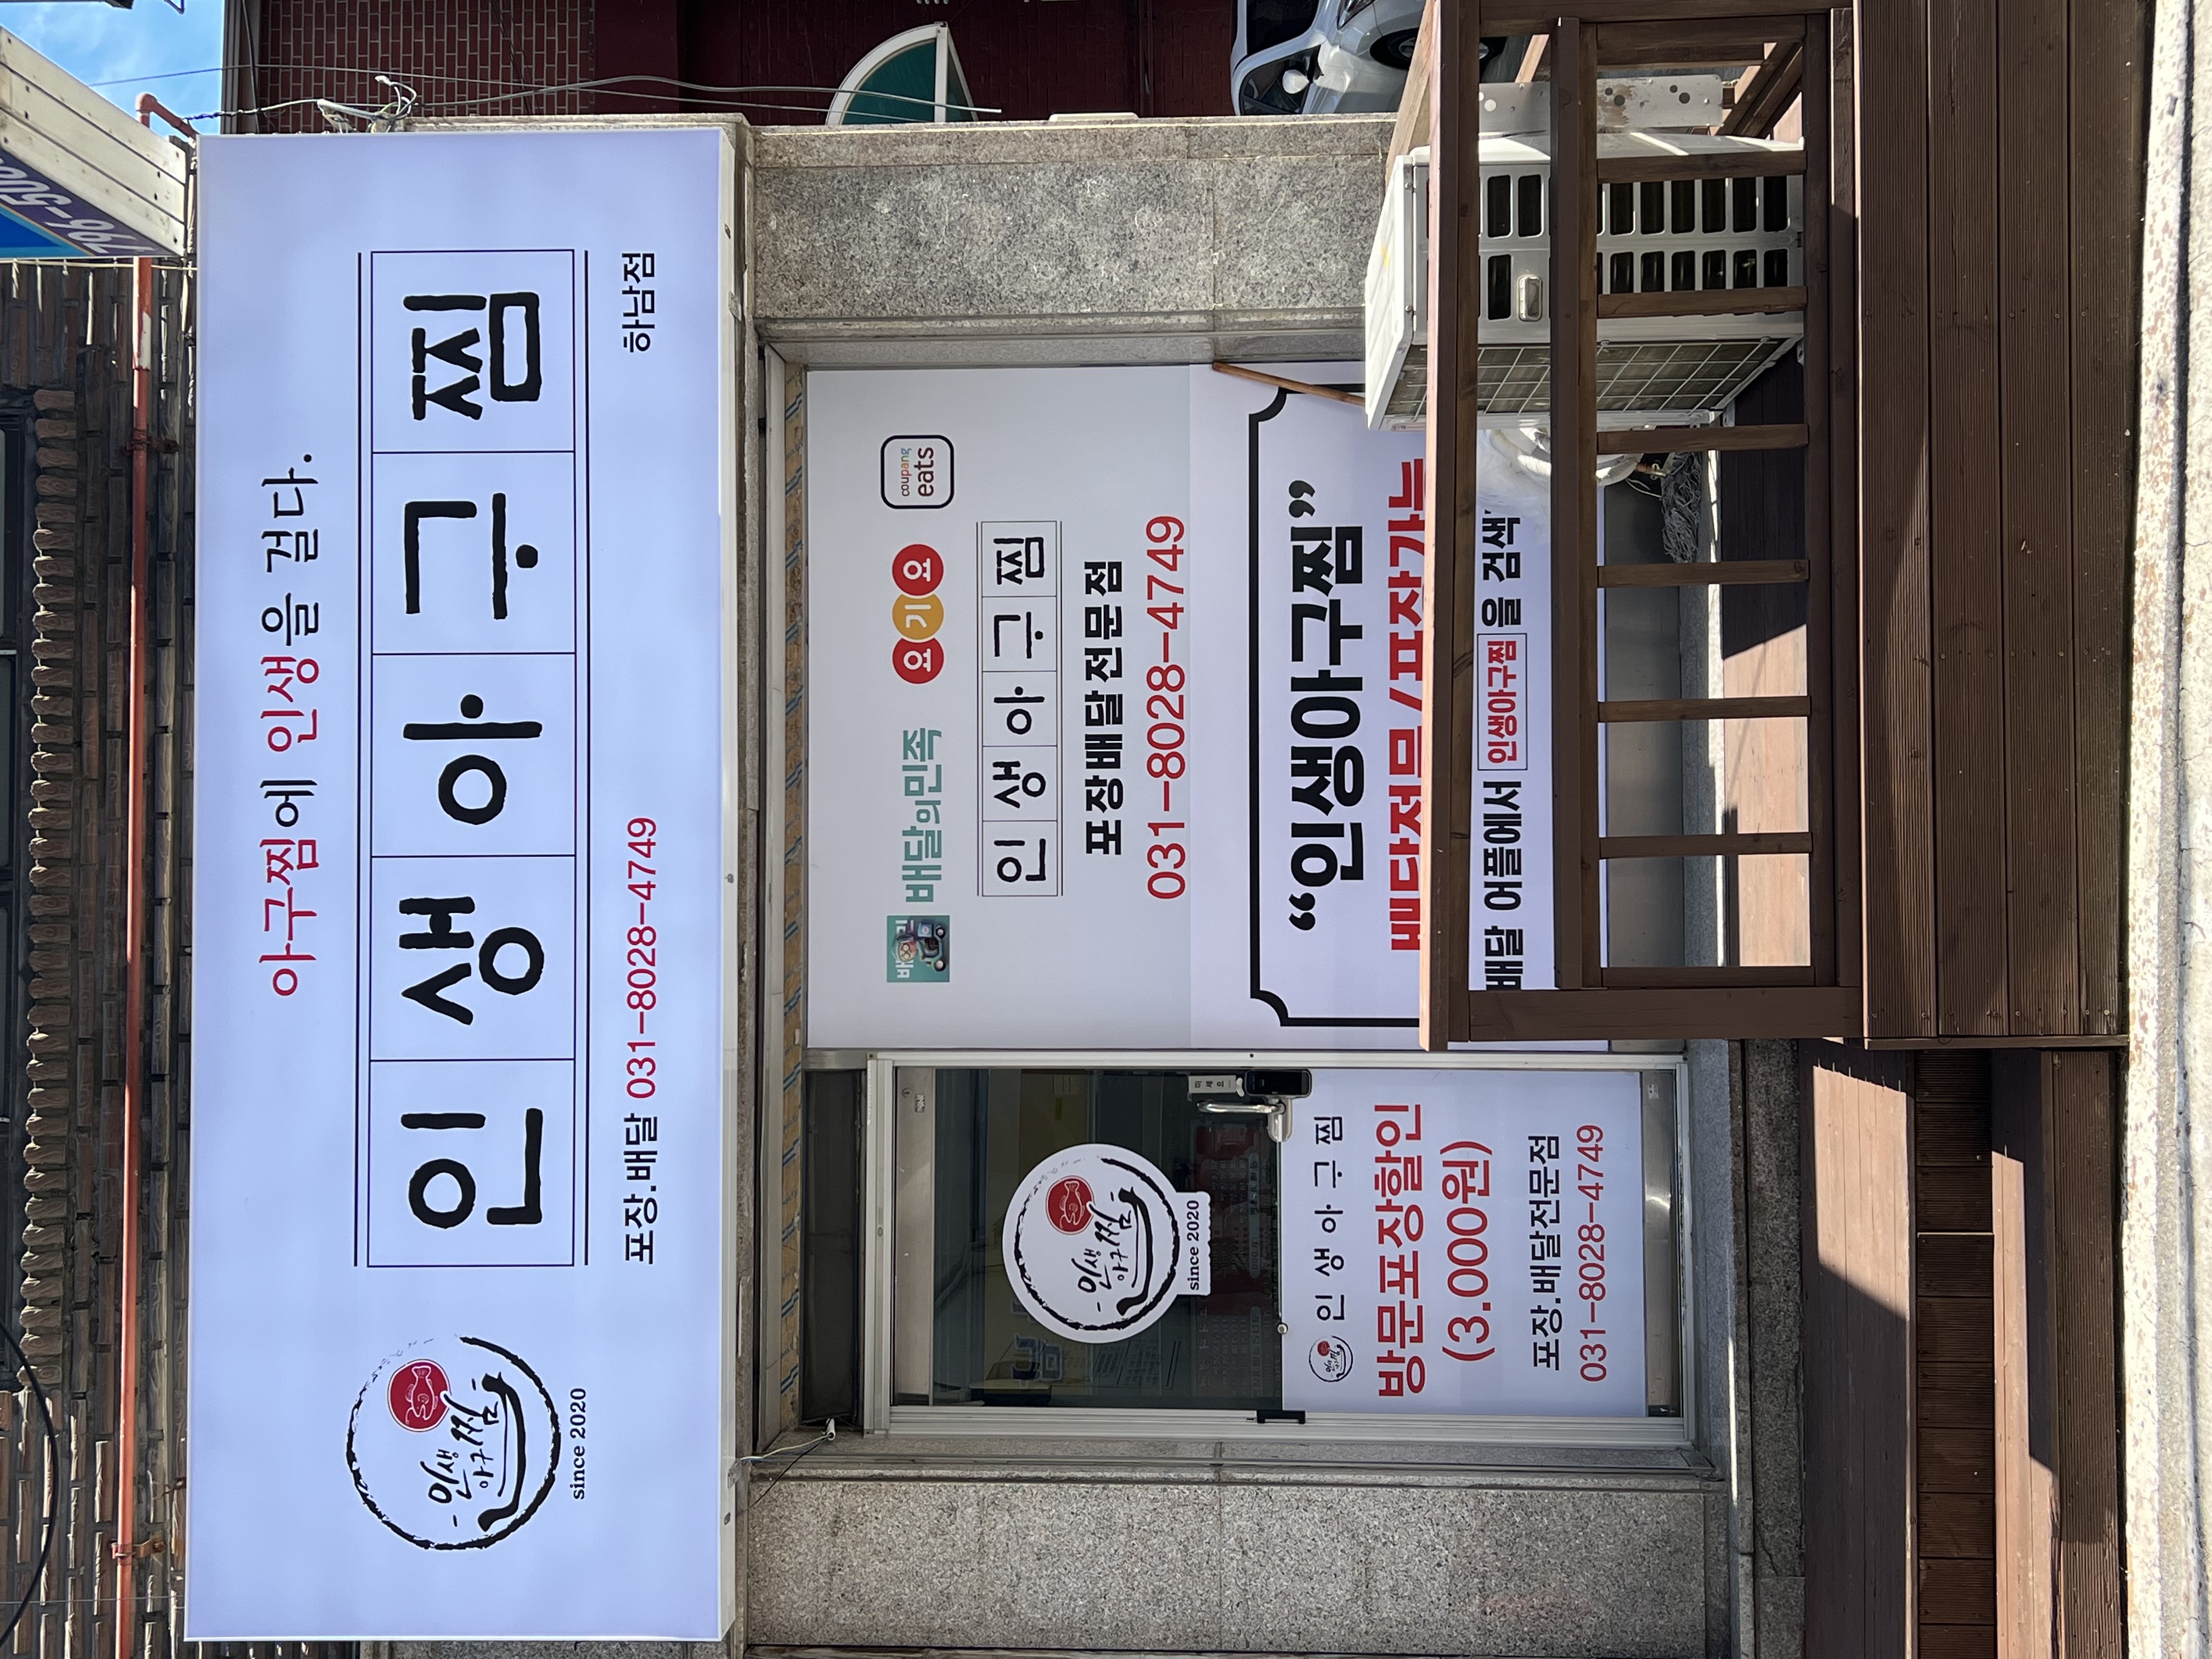 아구찜에 인생을 걸다.
인생아구찜
포장.배달 031-8028-4749
하남점
인생
아구찜
since 2020
배달의민족
요기요
coupang
eats
인생아구찜
포장배달전문점
031-8028-4749
“인생아구찜”
배달전문/포장가능
배달 어플에서 인생아구찜 을 검색
인생
아구찜
since 2020
인생아구찜
방문포장할인
(3.000원)
포장.배달전문점
031-8028-4749
미세요